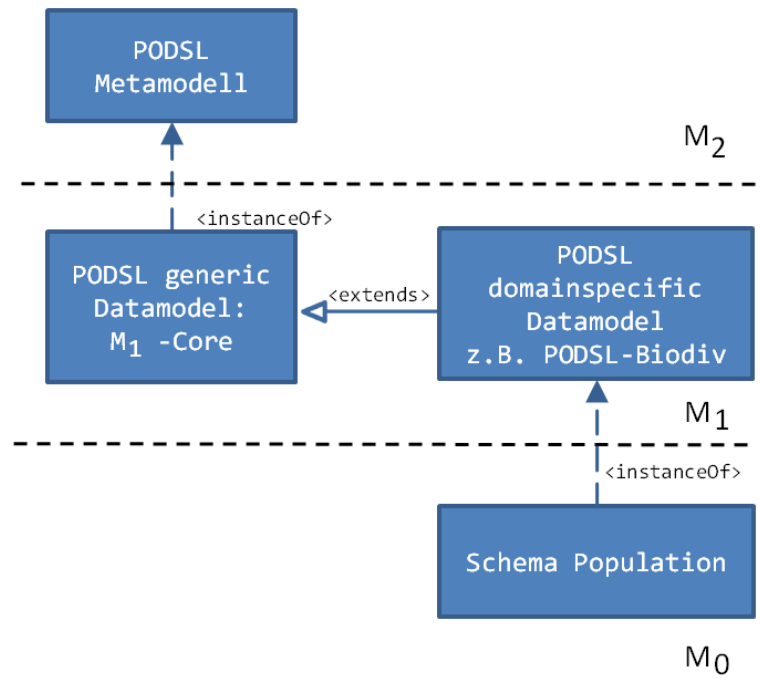 PODSL
Metamodell
M2
<instanceOf>
PODSL generic
Datamodel:
M1 -Core
<extends>
PODSL
domainspecific
Datamodel
z.B. PODSL-Biodiv
M1
<instanceOf>
Schema Population
M0